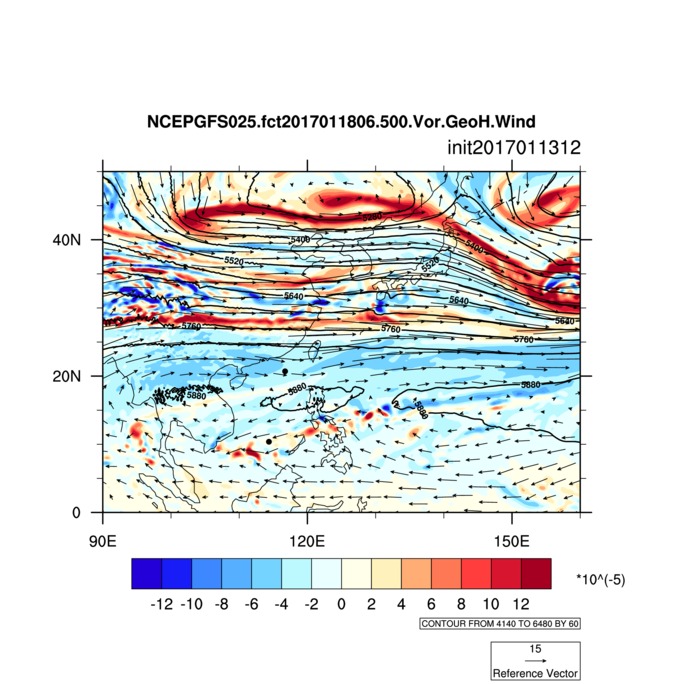 NCEPGFS025.fct2017011806.500.Vor.GeoH.Wind
init2017011312
5280
5400
5400
40N
5520
5520
5640
5640
5640
5760
5760
5760
20N
5880
5880
5880
5880
0
90E 120E 150E
-12 -10 -8 -6 -4 -2 0 2 4 6 8 10 12
*10^(-5)
CONTOUR FROM 4140 TO 6480 BY 60
15
Reference Vector